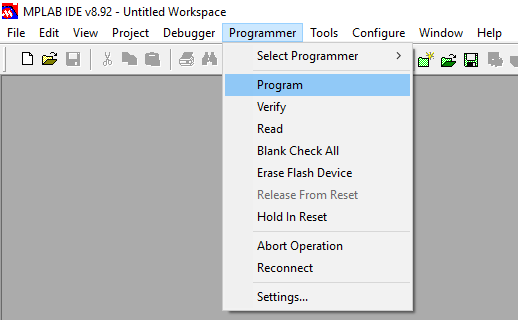 MPLAB IDE v8.92 - Untitled Workspace
File Edit View Project Debugger Programmer Tools Configure Window Help
Select Programmer
Program
Verify
Read
Blank Check All
Erase Flash Device
Release From Reset
Hold In Reset
Abort Operation
Reconnect
Settings...